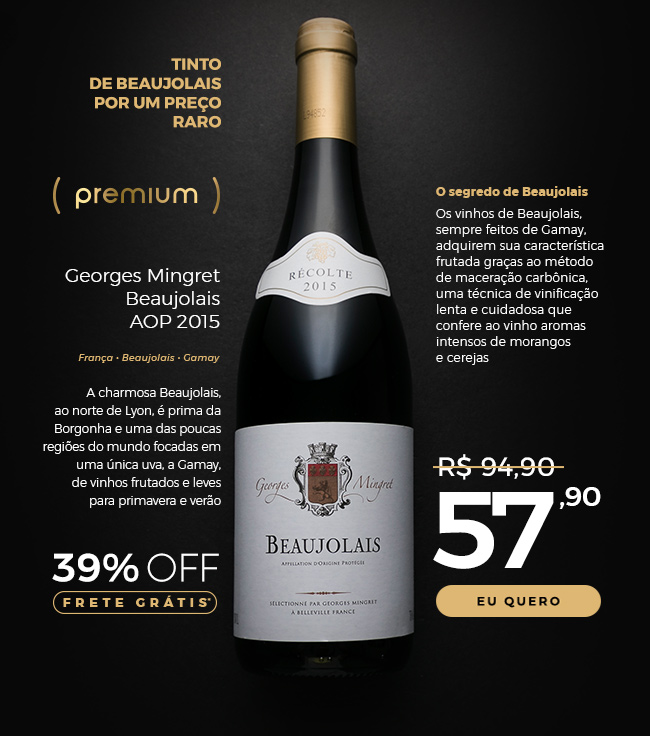 TINTO
DE BEAUJOLAIS
POR UM PREÇO
RARO
( premium )
Georges Mingret
Beaujolais
AOP 2015
França • Beaujolais • Gamay
A charmosa Beaujolais,
ao norte de Lyon, é prima da
Borgonha e uma das poucas
regiões do mundo focadas em
uma única uva, a Gamay,
de vinhos frutados e leves
para primavera e verão
39% OFF
FRETE GRÁTIS*
RÉCOLTE
2015
Georges Mingret
BEAUJOLAIS
APPELLATION D'ORIGINE PROTÉGÉE
SÉLECTIONNÉ PAR GEORGES MINGRET
A BELLEVILLE FRANCE
O segredo de Beaujolais
Os vinhos de Beaujolais,
sempre feitos de Gamay,
adquirem sua característica
frutada graças ao método
de maceração carbônica,
uma técnica de vinificação
lenta e cuidadosa que
confere ao vinho aromas
intensos de morangos
e cerejas
R$ 94,90
57,90
EU QUERO